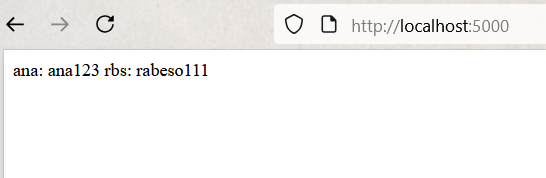 http://localhost:5000
ana: ana123 rbs: rabeso111